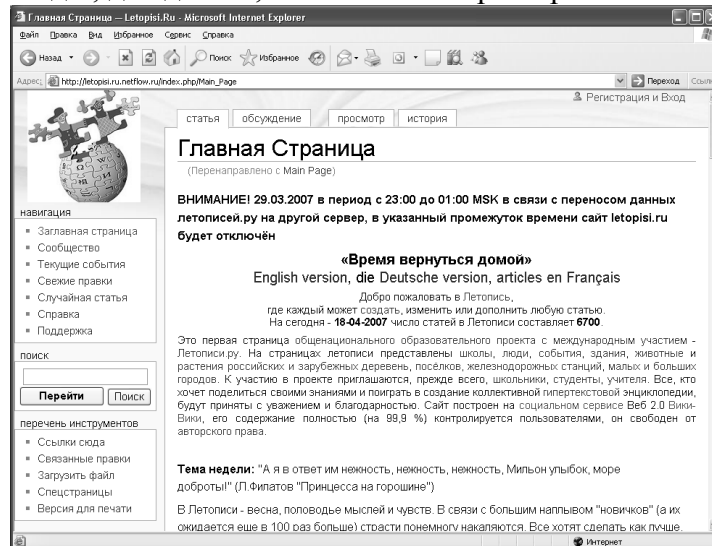 Главная Страница — Letopisi.Ru - Microsoft Internet Explorer
Файл Правка Вид Избранное Сервис Справка
Назад Поиск Избранное
Адрес: http://letopisi.ru.netflow.ru/index.php/Main_Page Переход Ссылки
Регистрация и Вход
статья обсуждение просмотр история
Главная Страница
(Перенаправлено с Main Page)
ВНИМАНИЕ! 29.03.2007 в период с 23:00 до 01:00 MSK в связи с переносом данных
летописей.ру на другой сервер, в указанный промежуток времени сайт letopisi.ru
будет отключён
«Время вернуться домой»
English version, die Deutsche version, articles en Français
Добро пожаловать в Летопись,
где каждый может создать, изменить или дополнить любую статью.
На сегодня - 18-04-2007 число статей в Летописи составляет 6700.
Это первая страница общенационального образовательного проекта с международным участием -
Летописи.ру. На страницах летописи представлены школы, люди, события, здания, животные и
растения российских и зарубежных деревень, посёлков, железнодорожных станций, малых и больших
городов. К участию в проекте приглашаются, прежде всего, школьники, студенты, учителя. Все, кто
хочет поделиться своими знаниями и поиграть в создание коллективной гипертекстовой энциклопедии,
будут приняты с уважением и благодарностью. Сайт построен на социальном сервисе Веб 2.0 Вики-
Вики, его содержание полностью (на 99,9 %) контролируется пользователями, он свободен от
авторского права.
Тема недели: "А я в ответ им нежность, нежность, нежность, Мильон улыбок, море
доброты!" (Л.Филатов "Принцесса на горошине")
В Летописи - весна, половодье мыслей и чувств. В связи с большим наплывом "новичков" (а их
ожидается еще в 100 раз больше) страсти понемногу накаляются. Все хотят сделать как лучше.
навигация
Заглавная страница
Сообщество
Текущие события
Свежие правки
Случайная статья
Справка
Поддержка
поиск
Перейти Поиск
перечень инструментов
Ссылки сюда
Связанные правки
Загрузить файл
Спецстраницы
Версия для печати
Интернет